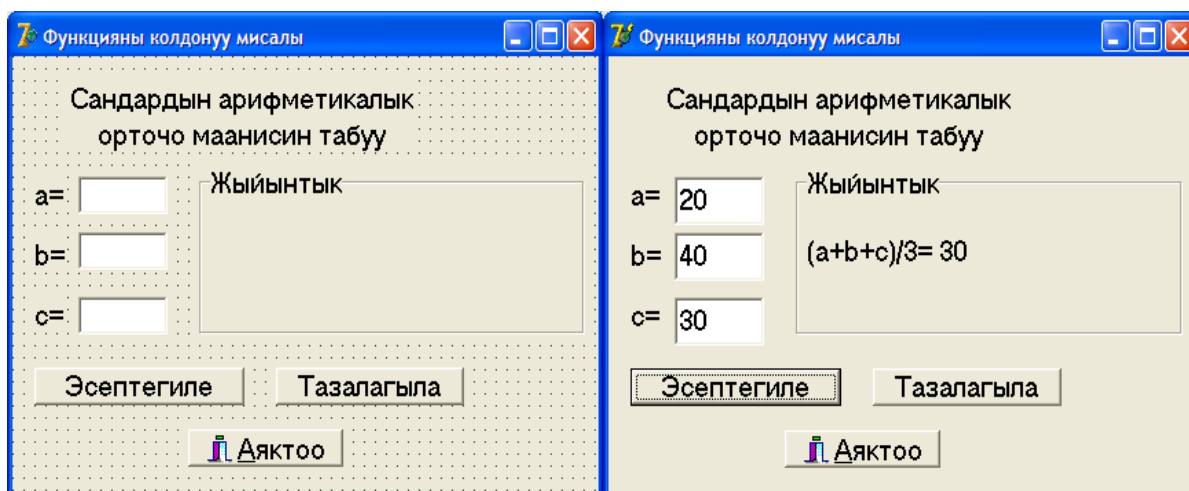 Функцияны колдонуу мисалы
Сандардын арифметикалык
орточо маанисин табуу
a=
b=
c=
Жыйынтык
Эсептегиле
Тазалагыла
Аяктоо
Функцияны колдонуу мисалы
Сандардын арифметикалык
орточо маанисин табуу
a= 20
b= 40
c= 30
Жыйынтык
(a+b+c)/3= 30
Эсептегиле
Тазалагыла
Аяктоо